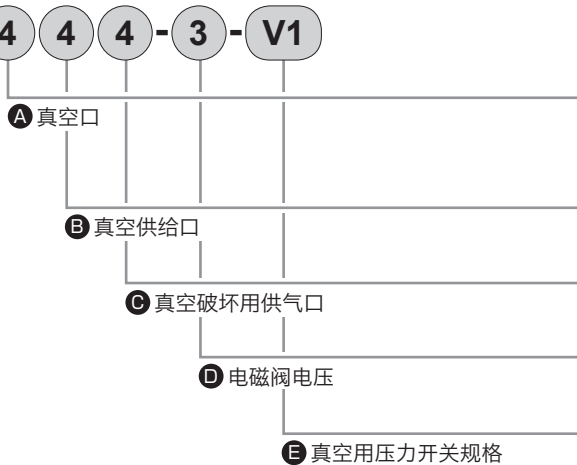 4 4 4 - 3 - V1
A 真空口
B 真空供给口
C 真空破坏用供气口
D 电磁阀电压
E 真空用压力开关规格